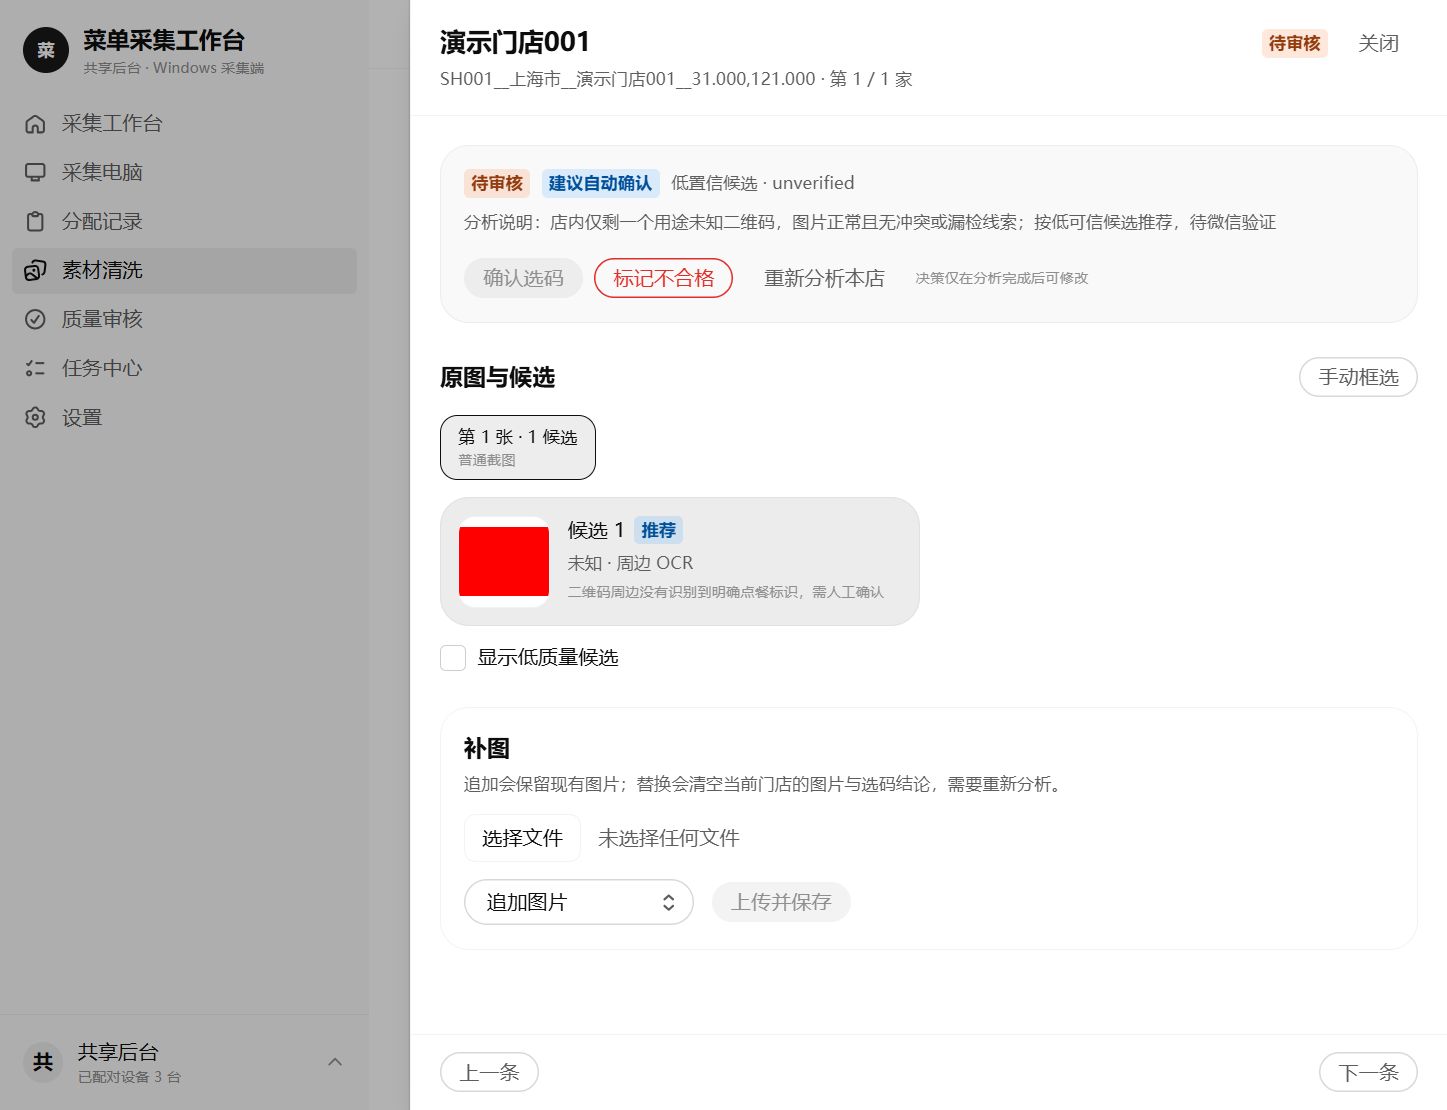 菜
菜单采集工作台
共享后台 · Windows 采集端
采集工作台
采集电脑
分配记录
素材清洗
质量审核
任务中心
设置
共
共享后台
已配对设备 3 台
演示门店001
待审核
关闭
SH001__上海市__演示门店001__31.000,121.000 · 第 1 / 1 家
待审核 建议自动确认 低置信候选 · unverified
分析说明：店内仅剩一个用途未知二维码，图片正常且无冲突或漏检线索；按低可信候选推荐，待微信验证
确认选码 标记不合格 重新分析本店 决策仅在分析完成后可修改
原图与候选
手动框选
第 1 张 · 1 候选
普通截图
候选 1 推荐
未知 · 周边 OCR
二维码周边没有识别到明确点餐标识，需人工确认
显示低质量候选
补图
追加会保留现有图片；替换会清空当前门店的图片与选码结论，需要重新分析。
选择文件 未选择任何文件
追加图片 上传并保存
上一条 下一条